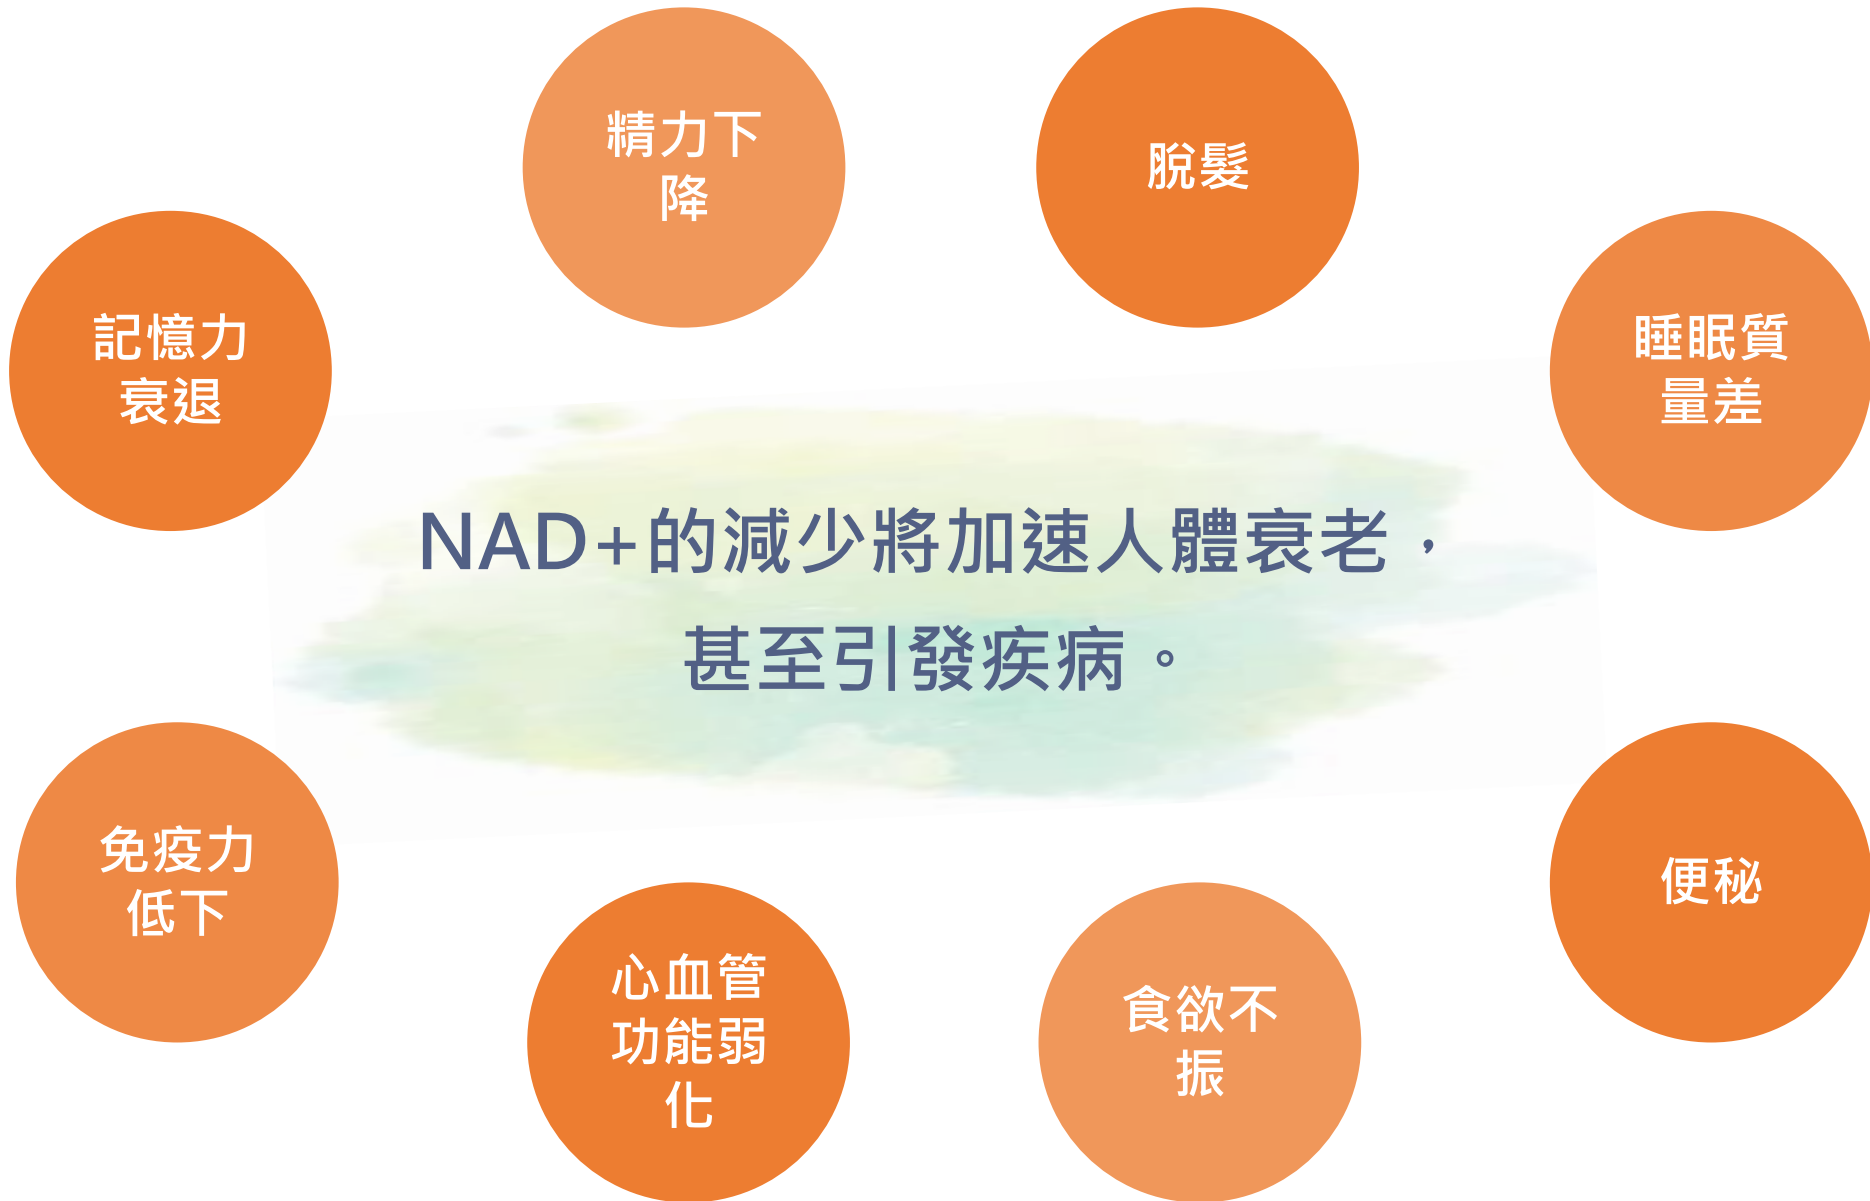 精力下
降
脫髮
記憶力
衰退
睡眠質
量差
NAD+的減少將加速人體衰老，
甚至引發疾病。
免疫力
低下
便秘
心血管
功能弱
化
食欲不
振